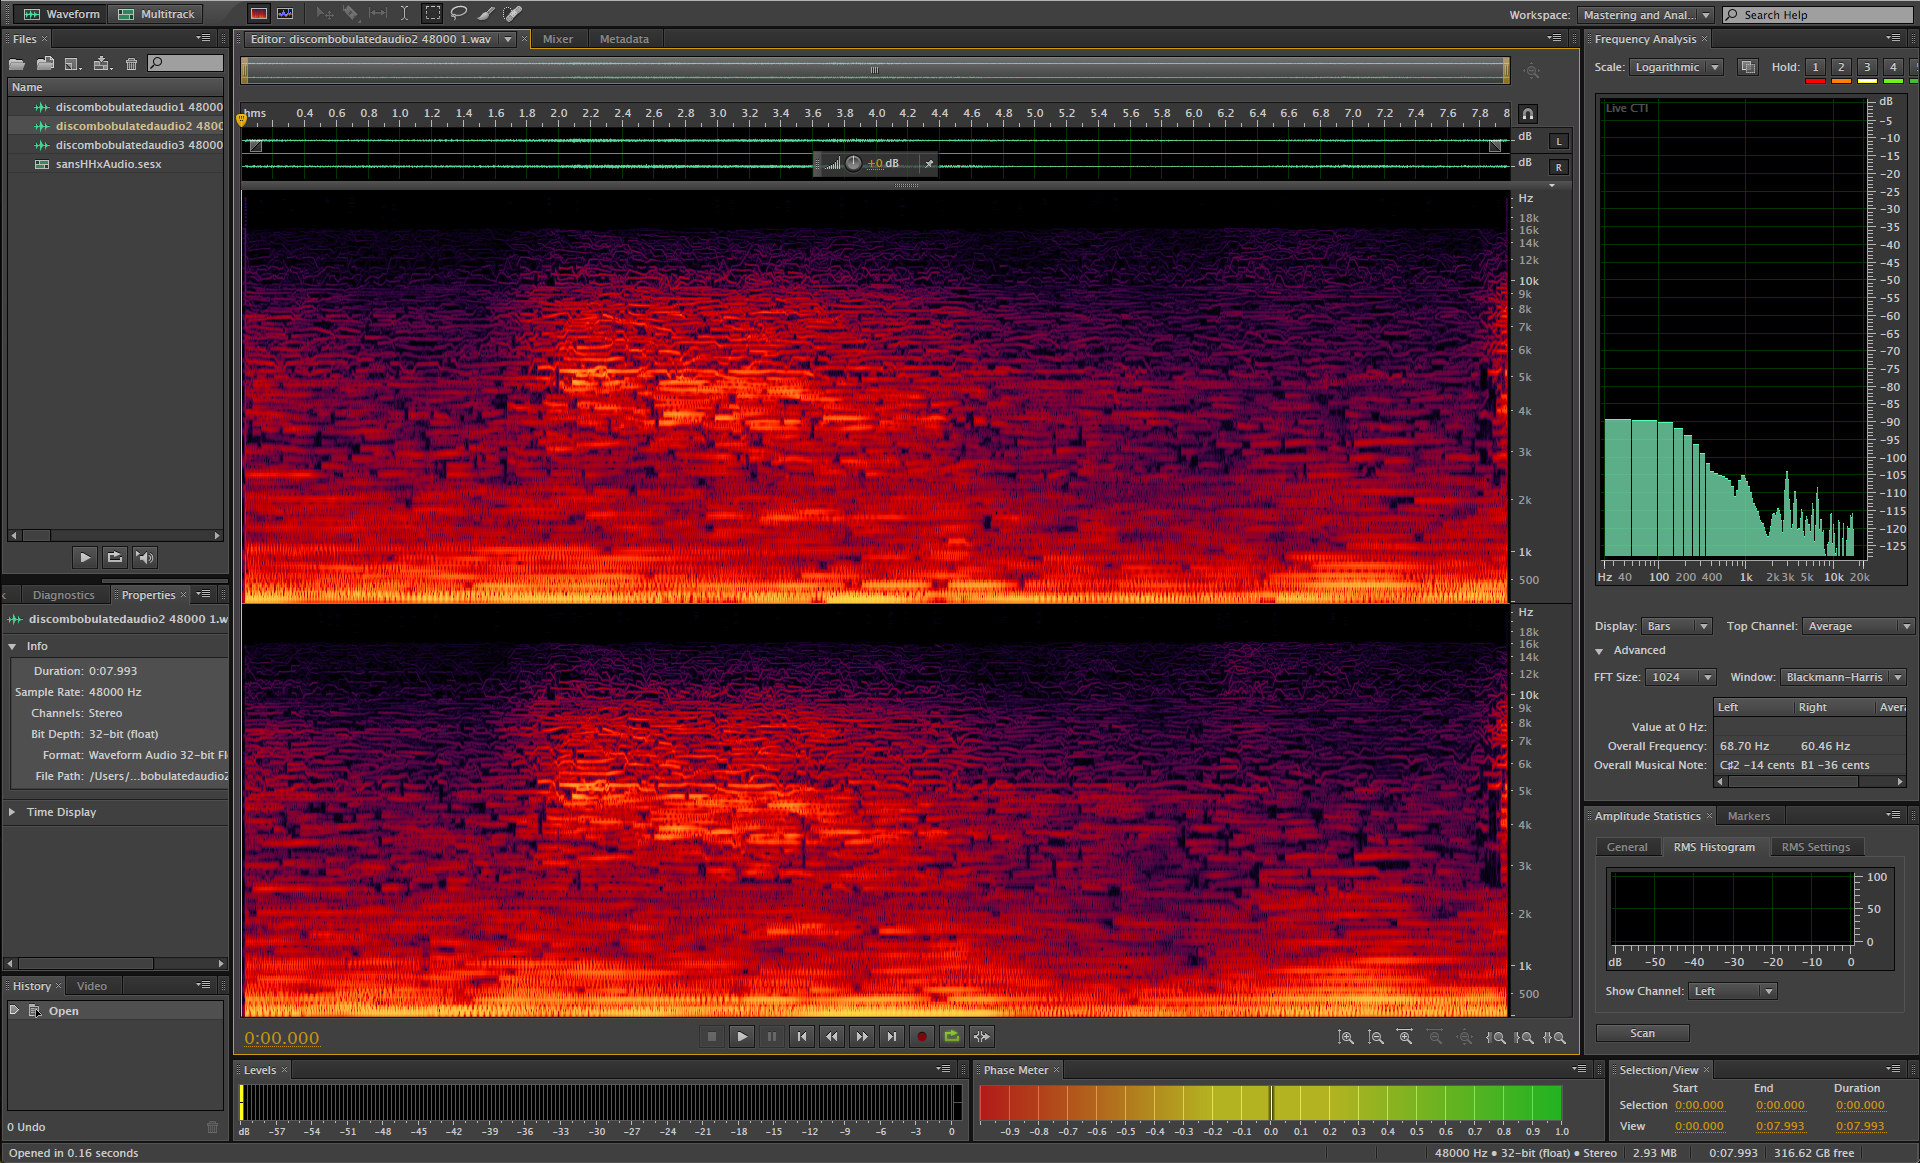 Waveform Multitrack
Workspace: Mastering and Anal... Search Help
Files
Name
discombobulatedaudio1 48000
discombobulatedaudio2 4800
discombobulatedaudio3 48000
sansHHxAudio.sesx
Diagnostics Properties
discombobulatedaudio2 48000 1.w
Info
Duration: 0:07.993
Sample Rate: 48000 Hz
Channels: Stereo
Bit Depth: 32-bit (float)
Format: Waveform Audio 32-bit Fl
File Path: /Users/...bobulatedaudio2
Time Display
History Video
Open
0 Undo
Opened in 0.16 seconds
Editor: discombobulatedaudio2 48000 1.wav Mixer Metadata
hms 0.4 0.6 0.8 1.0 1.2 1.4 1.6 1.8 2.0 2.2 2.4 2.6 2.8 3.0 3.2 3.4 3.6 3.8 4.0 4.2 4.4 4.6 4.8 5.0 5.2 5.4 5.6 5.8 6.0 6.2 6.4 6.6 6.8 7.0 7.2 7.4 7.6 7.8 8
dB L
+0 dB
dB R
Hz
18k
16k
14k
12k
10k
9k
8k
7k
6k
5k
4k
3k
2k
1k
500
Hz
18k
16k
14k
12k
10k
9k
8k
7k
6k
5k
4k
3k
2k
1k
500
0:00.000
Levels
dB -57 -54 -51 -48 -45 -42 -39 -36 -33 -30 -27 -24 -21 -18 -15 -12 -9 -6 -3 0
Phase Meter
-0.9 -0.8 -0.7 -0.6 -0.5 -0.4 -0.3 -0.2 -0.1 0.0 0.1 0.2 0.3 0.4 0.5 0.6 0.7 0.8 0.9 1.0
Frequency Analysis
Scale: Logarithmic Hold: 1 2 3 4
Live CTI
dB
-5
-10
-15
-20
-25
-30
-35
-40
-45
-50
-55
-60
-65
-70
-75
-80
-85
-90
-95
-100
-105
-110
-115
-120
-125
Hz 40 100 200 400 1k 2k 3k 5k 10k 20k
Display: Bars Top Channel: Average
Advanced
FFT Size: 1024 Window: Blackmann-Harris
Left Right Avera
Value at 0 Hz:
Overall Frequency: 68.70 Hz 60.46 Hz
Overall Musical Note: C#2 -14 cents B1 -36 cents
Amplitude Statistics Markers
General RMS Histogram RMS Settings
100
50
0
dB -50 -40 -30 -20 -10 0
Show Channel: Left
Scan
Selection/View
Start End Duration
Selection 0:00.000 0:00.000 0:00.000
View 0:00.000 0:07.993 0:07.993
48000 Hz • 32-bit (float) • Stereo 2.93 MB 0:07.993 316.62 GB free